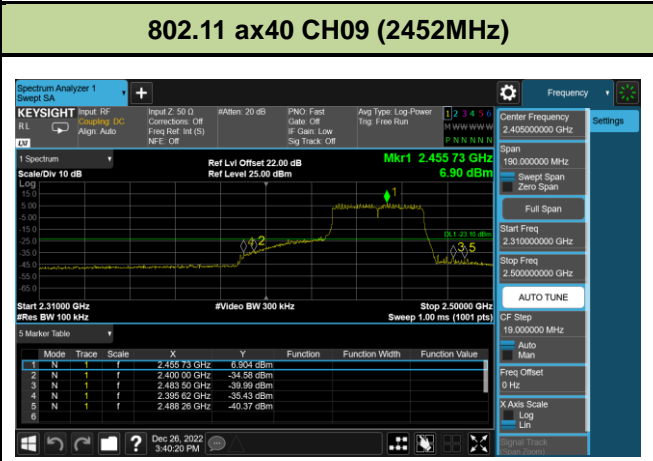 802.11 ax40 CH09 (2452MHz)
Spectrum Analyzer 1
Swept SA
Frequency
KEYSIGHT Input: RF Input Z: 50 Ω #Atten: 20 dB PNO: Fast Avg Type: Log-Power 1 2 3 4 5 6
RL Coupling: DC Corrections: Off Gate: Off Trig: Free Run M W W W W W
Align: Auto Freq Ref: Int (S) IF Gain: Low
NFE: Off Sig Track: Off P N N N N N
LXI
1 Spectrum
Ref Lvl Offset 22.00 dB Mkr1 2.455 73 GHz
Scale/Div 10 dB Ref Level 25.00 dBm 6.90 dBm
Log
15.0
5.00
-5.00
-15.0
-25.0
-35.0
-45.0
-55.0
-65.0
1
DL1 -23.10 dBm
4 2
3 5
Start 2.31000 GHz #Video BW 300 kHz Stop 2.50000 GHz
#Res BW 100 kHz Sweep 1.00 ms (1001 pts)
5 Marker Table
Mode Trace Scale X Y Function Function Width Function Value
1 N 1 f 2.455 73 GHz 6.904 dBm
2 N 1 f 2.400 00 GHz -34.58 dBm
3 N 1 f 2.483 50 GHz -39.99 dBm
4 N 1 f 2.395 62 GHz -35.43 dBm
5 N 1 f 2.488 26 GHz -40.37 dBm
6
Dec 26, 2022
3:40:20 PM
Center Frequency
2.405000000 GHz
Settings
Span
190.000000 MHz
Swept Span
Zero Span
Full Span
Start Freq
2.310000000 GHz
Stop Freq
2.500000000 GHz
AUTO TUNE
CF Step
19.000000 MHz
Auto
Man
Freq Offset
0 Hz
X Axis Scale
Log
Lin
Signal Track
(Span Zoom)